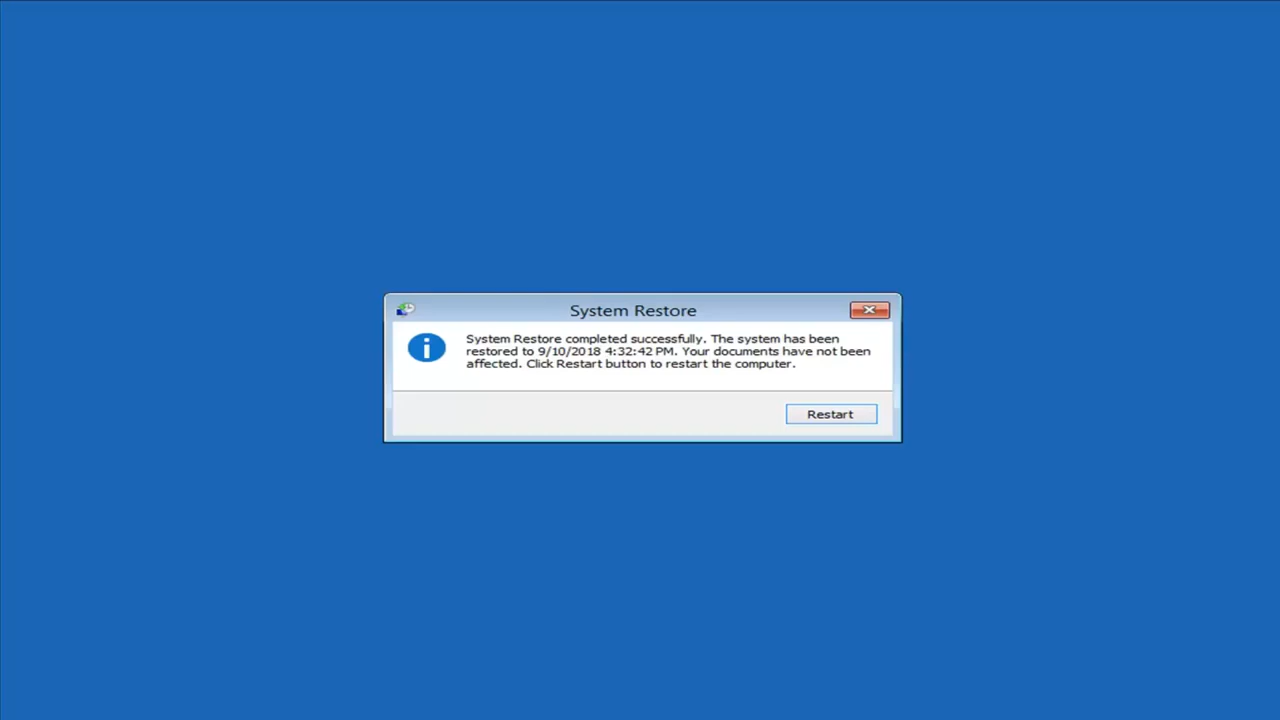 System Restore
System Restore completed successfully. The system has been
restored to 9/10/2018 4:32:42 PM. Your documents have not been
affected. Click Restart button to restart the computer.
Restart